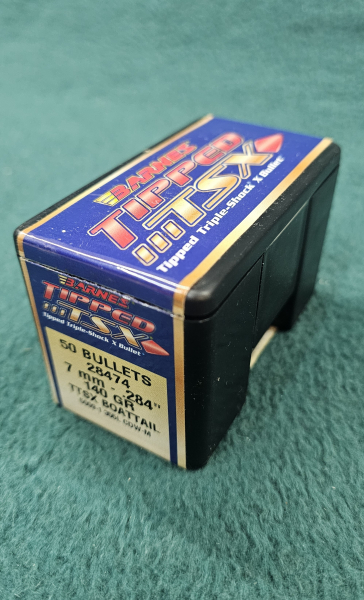 BARNES
TIPPED
TSX
Tipped Triple-Shock X Bullet
BARNES
TIPPED
TSX
Tipped Triple-Shock X Bullet
50 BULLETS
28474
7 mm - .284"
140 GR
TTSX BOATTAIL